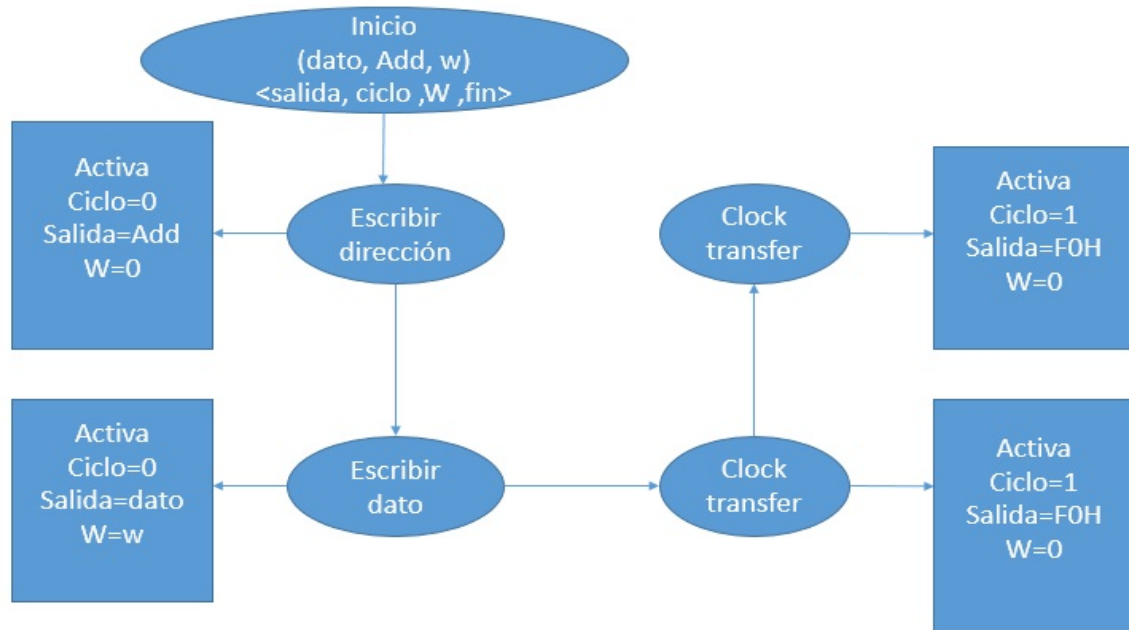 Inicio
(dato, Add, w)
<salida, ciclo ,W ,fin>
Activa
Ciclo=0
Salida=Add
W=0
Escribir
dirección
Clock
transfer
Activa
Ciclo=1
Salida=F0H
W=0
Activa
Ciclo=0
Salida=dato
W=w
Escribir
dato
Clock
transfer
Activa
Ciclo=1
Salida=F0H
W=0